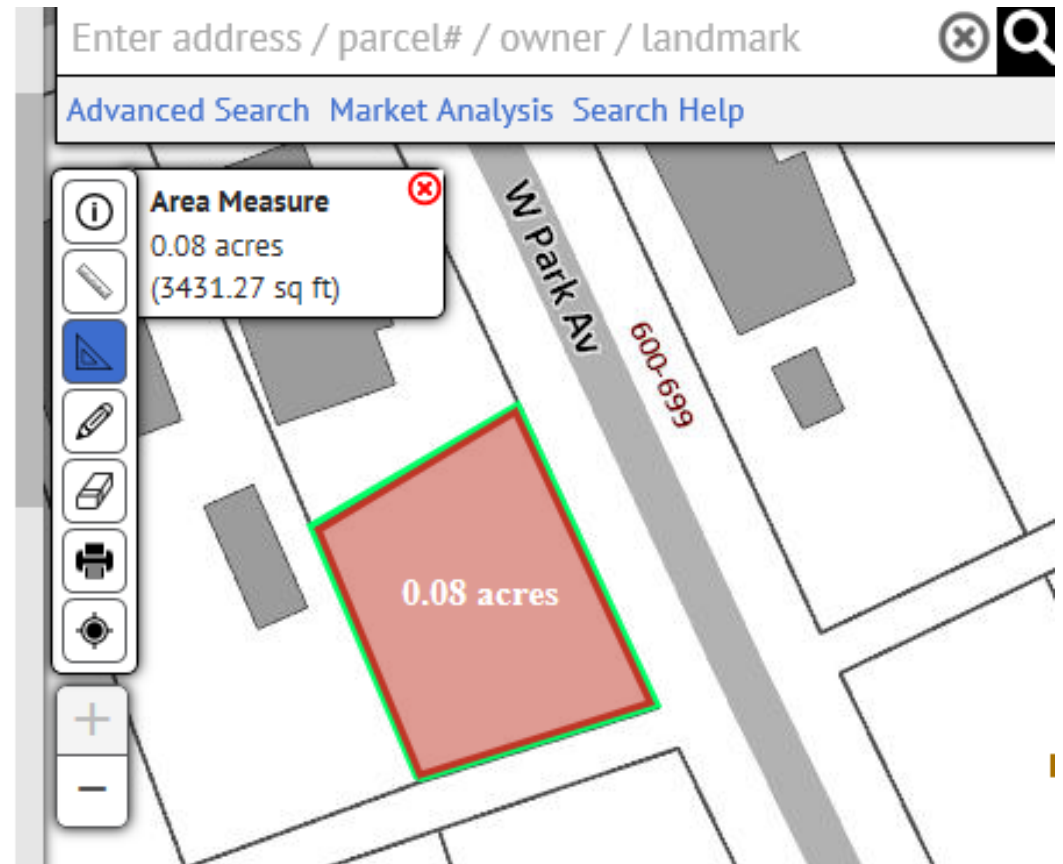 Enter address / parcel# / owner / landmark
Advanced Search Market Analysis Search Help
Area Measure
0.08 acres
(3431.27 sq ft)
W Park Av
600-699
0.08 acres